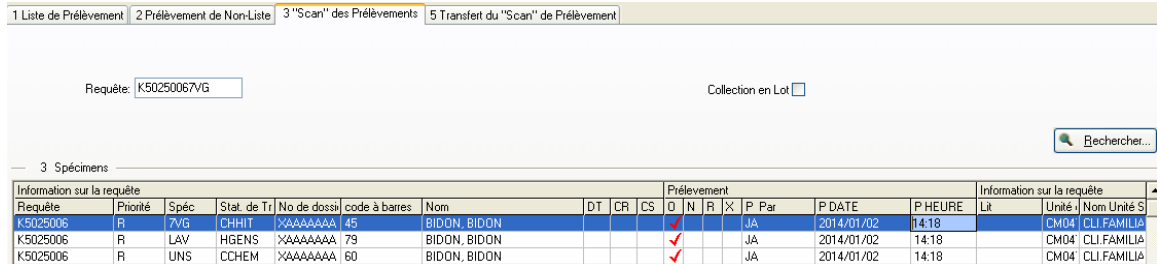 1 Liste de Prélèvement 2 Prélèvement de Non-Liste 3 "Scan" des Prélèvements 5 Transfert du "Scan" de Prélèvement
Requête: K50250067VG Collection en Lot
Rechercher...
3 Spécimens
Information sur la requête Prélevement Information sur la requête
Requête Priorité Spéc Stat. de Tr No de dossi code à barres Nom DT CR CS O N R X P Par P DATE P HEURE Lit Unité Nom Unité S
K5025006 R 7VG CHHIT XAAAAAAA 45 BIDON, BIDON JA 2014/01/02 14:18 CM04 CLI.FAMILIA
K5025006 R LAV HGENS XAAAAAAA 79 BIDON, BIDON JA 2014/01/02 14:18 CM04 CLI.FAMILIA
K5025006 R UNS CCHEM XAAAAAAA 60 BIDON, BIDON JA 2014/01/02 14:18 CM04 CLI.FAMILIA